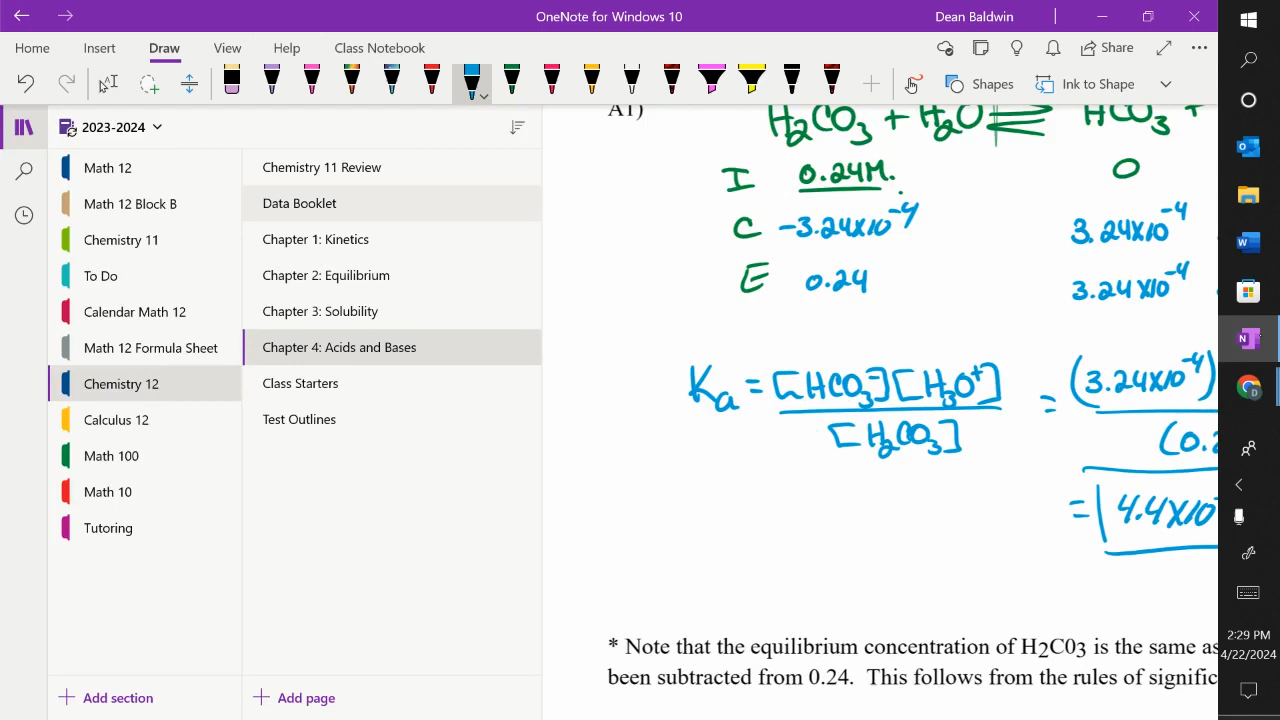 OneNote for Windows 10
Dean Baldwin
Home Insert Draw View Help Class Notebook
Share
Shapes Ink to Shape
2023-2024
Math 12
Math 12 Block B
Chemistry 11
To Do
Calendar Math 12
Math 12 Formula Sheet
Chemistry 12
Calculus 12
Math 100
Math 10
Tutoring
Add section
Chemistry 11 Review
Data Booklet
Chapter 1: Kinetics
Chapter 2: Equilibrium
Chapter 3: Solubility
Chapter 4: Acids and Bases
Class Starters
Test Outlines
Add page
A1) H₂CO₃ + H₂O ⇌ HCO₃ +
I 0.24M. 0
C -3.24x10⁻⁴ 3.24x10⁻⁴
E 0.24 3.24x10⁻⁴
Ka = [HCO₃⁻][H₃O⁺] = (3.24x10⁻⁴)
[H₂CO₃] (0.2
= 4.4x10
* Note that the equilibrium concentration of H2C03 is the same as
been subtracted from 0.24. This follows from the rules of signific
2:29 PM
4/22/2024